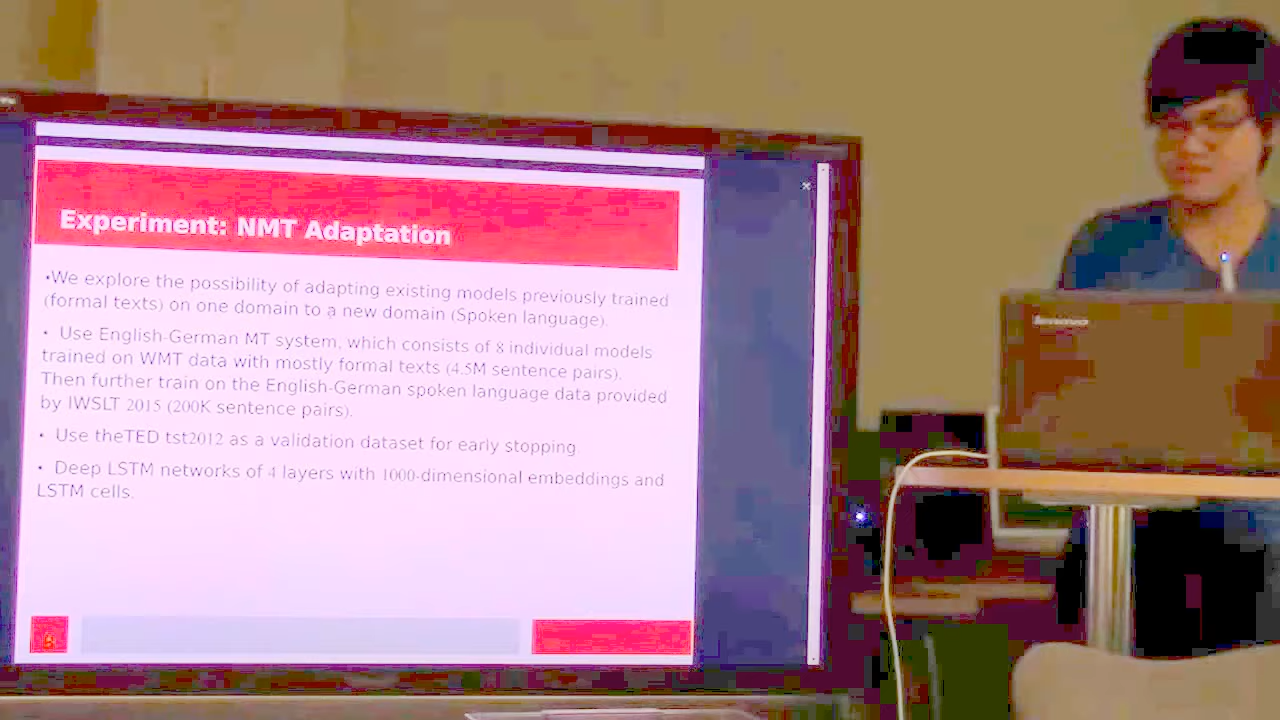 Experiment: NMT Adaptation
•We explore the possibility of adapting existing models previously trained
(formal texts) on one domain to a new domain (Spoken language).
• Use English-German MT system, which consists of 8 individual models
trained on WMT data with mostly formal texts (4.5M sentence pairs).
Then further train on the English-German spoken language data provided
by IWSLT 2015 (200K sentence pairs).
• Use theTED tst2012 as a validation dataset for early stopping.
• Deep LSTM networks of 4 layers with 1000-dimensional embeddings and
LSTM cells.
lenovo